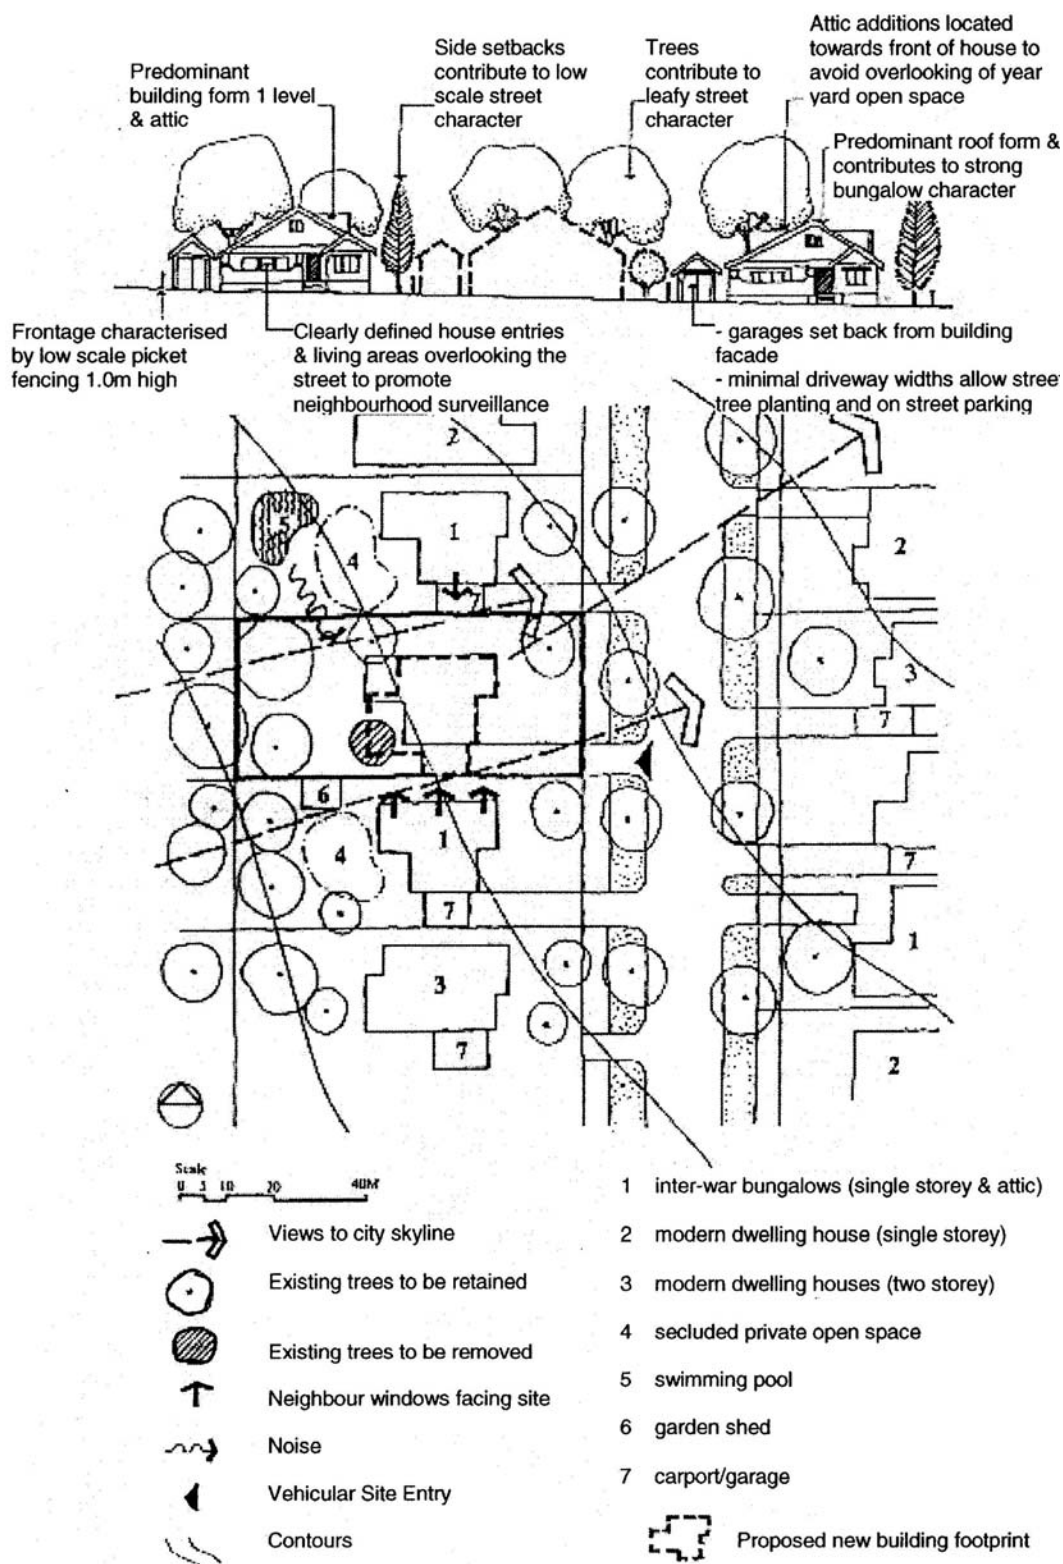 Predominant
building form 1 level
& attic
Side setbacks
contribute to low
scale street
character
Trees
contribute to
leafy street
character
Attic additions located
towards front of house to
avoid overlooking of year
yard open space
Predominant roof form &
contributes to strong
bungalow character
Frontage characterised
by low scale picket
fencing 1.0m high
Clearly defined house entries
& living areas overlooking the
street to promote
neighbourhood surveillance
- garages set back from building
facade
- minimal driveway widths allow street
tree planting and on street parking
2
5
4
1
7
2
3
7
6
4
1
7
7
1
3
7
2
Scale
0 5 10 20 40M
Views to city skyline
Existing trees to be retained
Existing trees to be removed
Neighbour windows facing site
Noise
Vehicular Site Entry
Contours
1 inter-war bungalows (single storey & attic)
2 modern dwelling house (single storey)
3 modern dwelling houses (two storey)
4 secluded private open space
5 swimming pool
6 garden shed
7 carport/garage
Proposed new building footprint